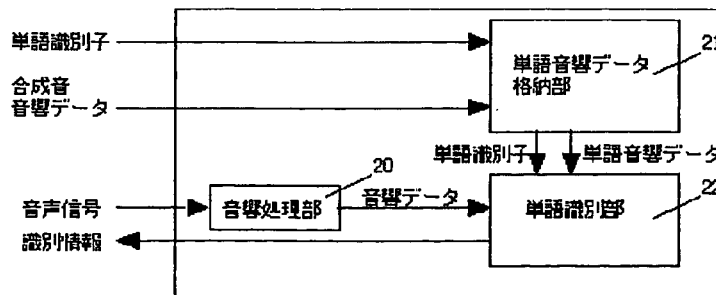 単語識別子
合成音
音響データ
単語音響データ
格納部
21
単語識別子
単語音響データ
20
音声信号
音響処理部
音響データ
単語識別部
22
識別情報